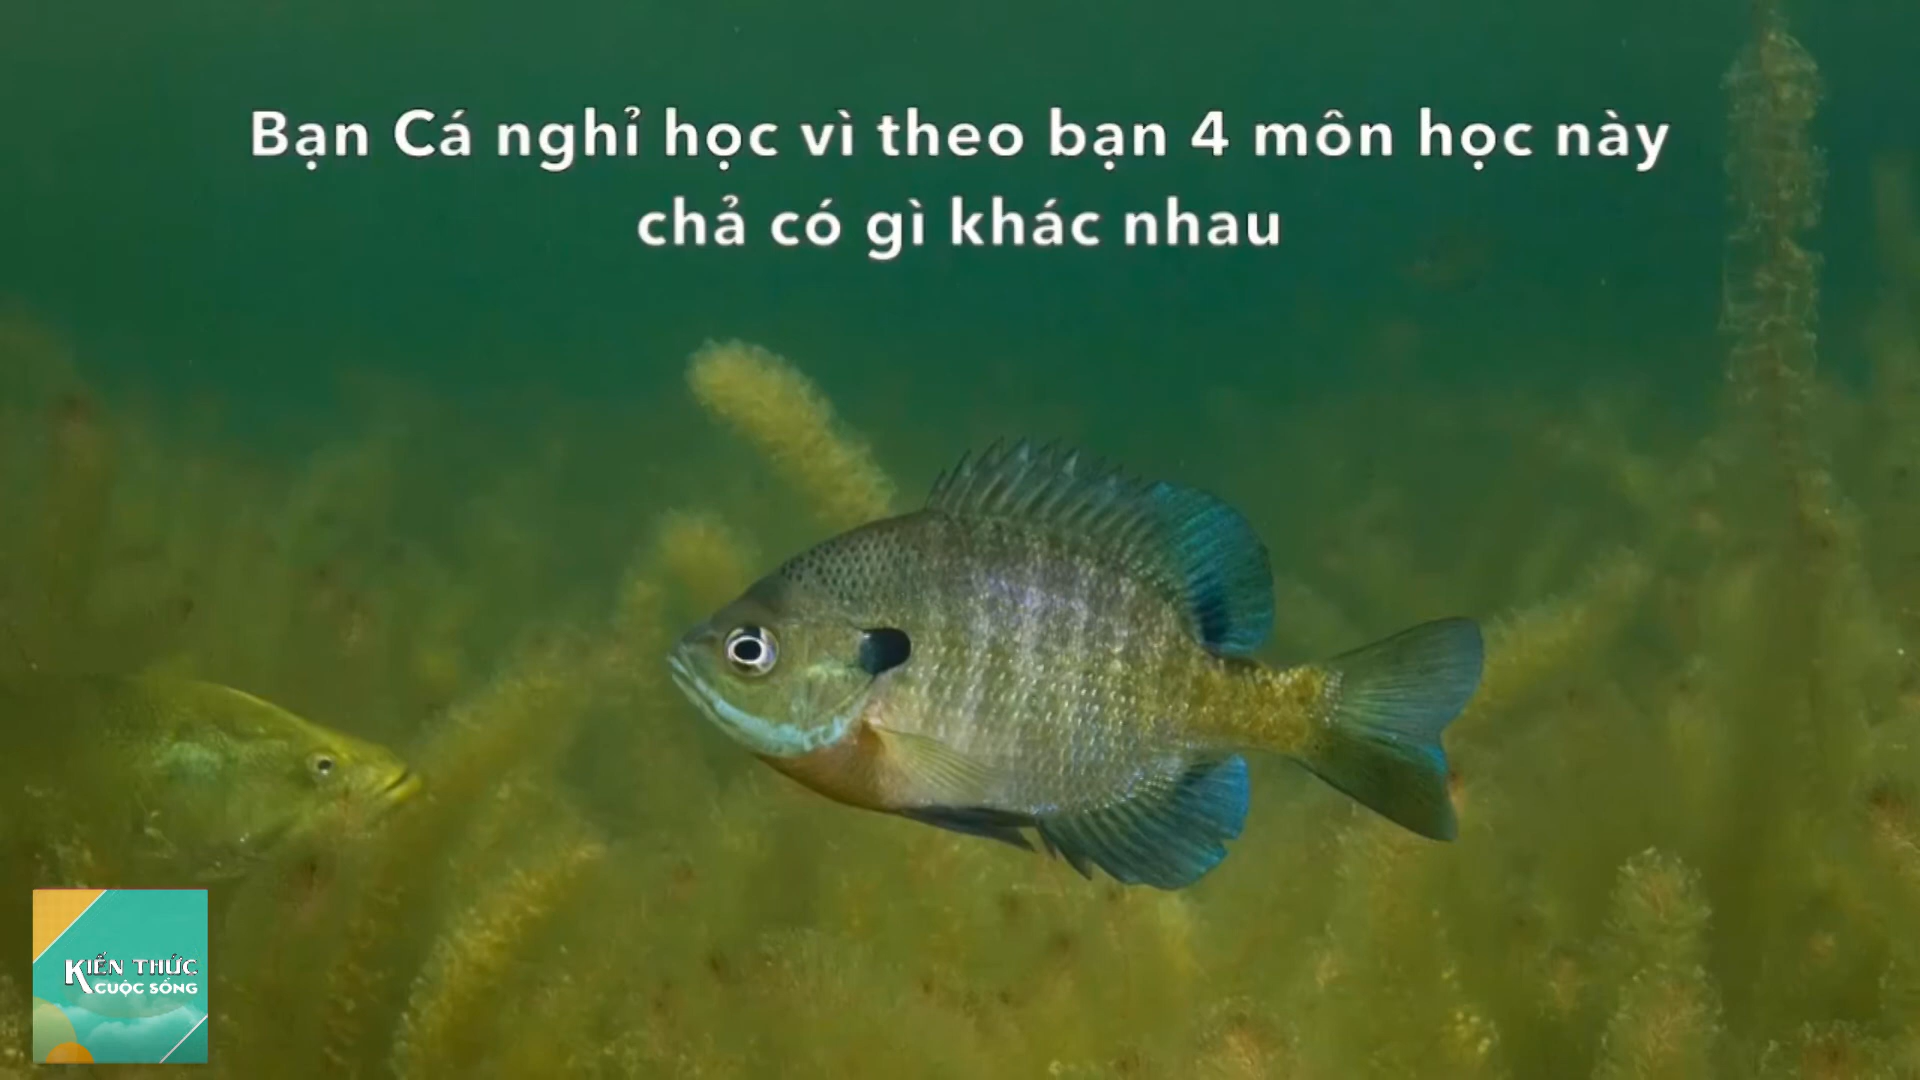 Bạn Cá nghỉ học vì theo bạn 4 môn học này
chả có gì khác nhau
KIẾN THỨC
CUỘC SỐNG